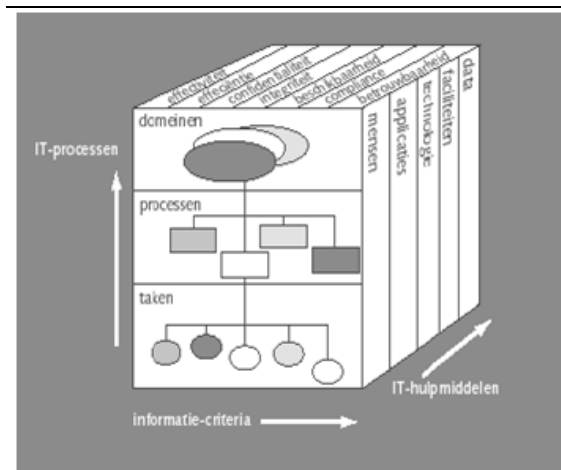 effectiviteit
efficiëntie
confidentialiteit
integriteit
beschikbaarheid
compliance
betrouwbaarheid
domeinen
IT-processen
processen
taken
mensen
applicaties
technologie
faciliteiten
data
IT-hulpmiddelen
informatie-criteria